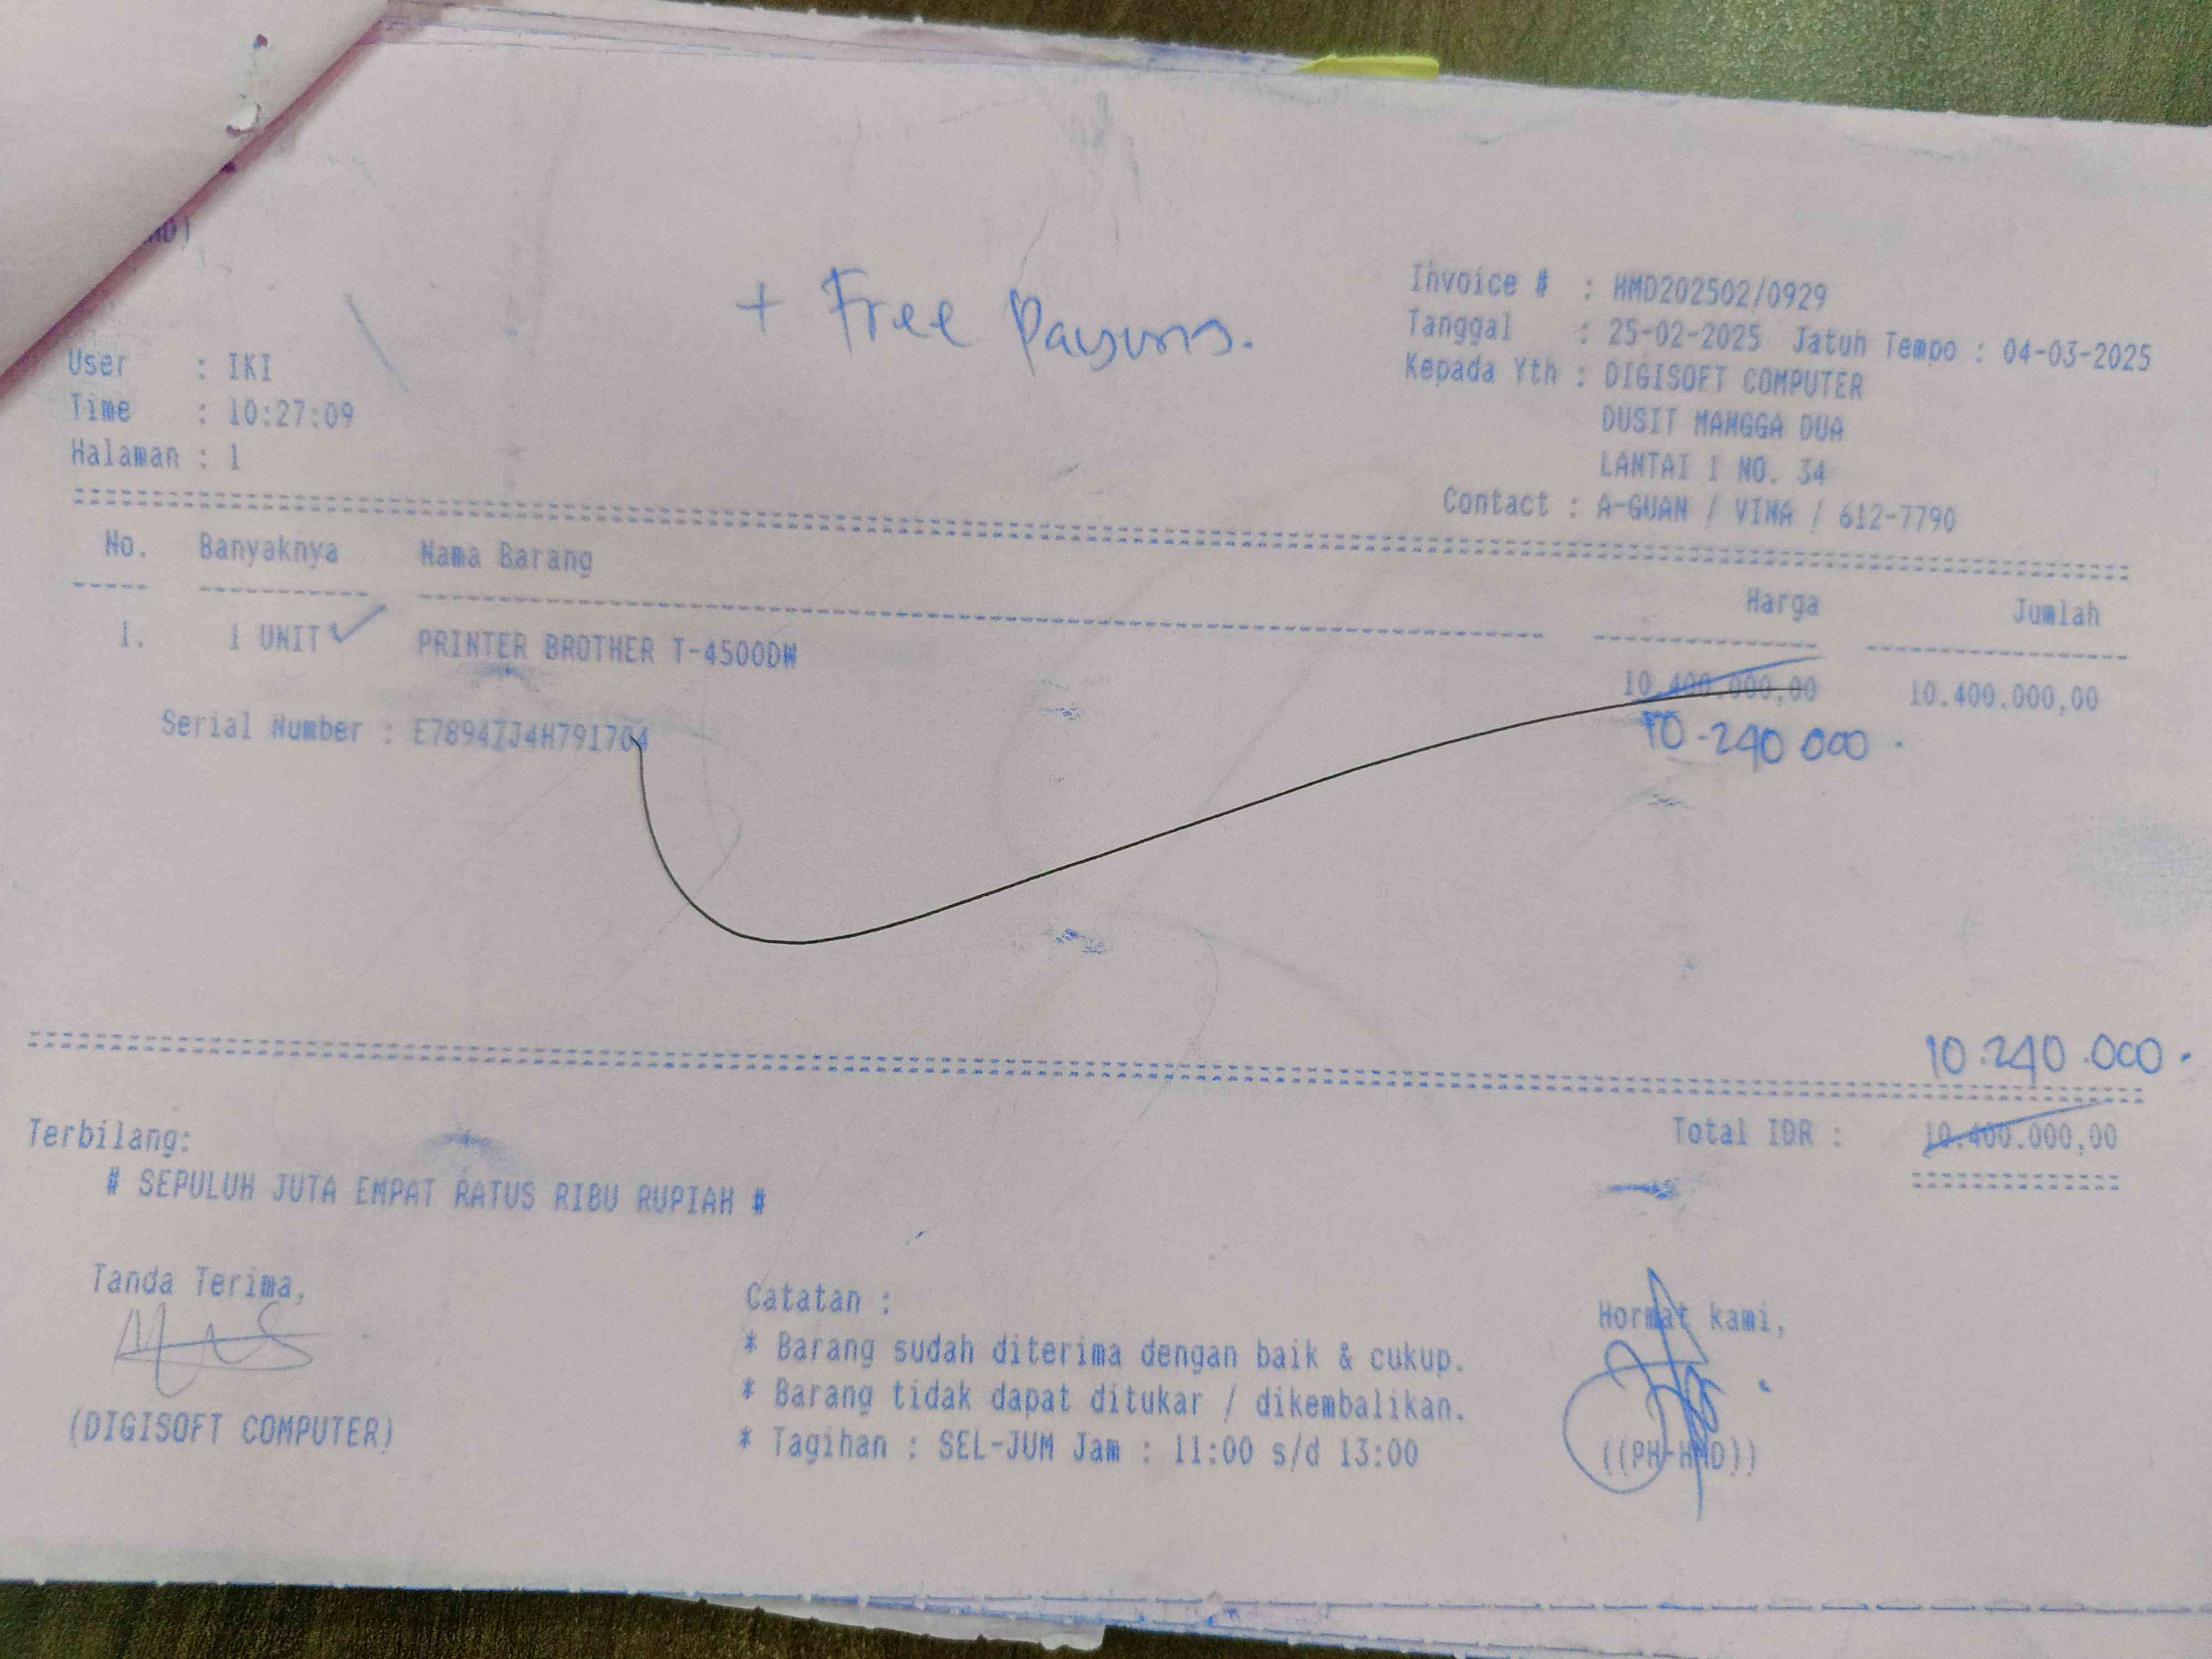 + Free Payung.
Invoice # : HMD202502/0929
Tanggal : 25-02-2025 Jatuh Tempo : 04-03-2025
Kepada Yth : DIGISOFT COMPUTER
DUSIT MANGGA DUA
LANTAI 1 NO. 34
Contact : A-GUAN / VINA / 612-7790
User : IKI
Time : 10:27:09
Halaman : 1
No. Banyaknya Nama Barang Harga Jumlah
1. 1 UNIT ✓ PRINTER BROTHER T-4500DW 10.400.000,00 10.400.000,00
10.240.000.
Serial Number : E78947J4H791704
10.240.000.
Total IDR : 10.400.000,00
Terbilang:
# SEPULUH JUTA EMPAT RATUS RIBU RUPIAH #
Tanda Terima,
(DIGISOFT COMPUTER)
Catatan :
* Barang sudah diterima dengan baik & cukup.
* Barang tidak dapat ditukar / dikembalikan.
* Tagihan : SEL-JUM Jam : 11:00 s/d 13:00
Hormat kami,
((PH-HMD))